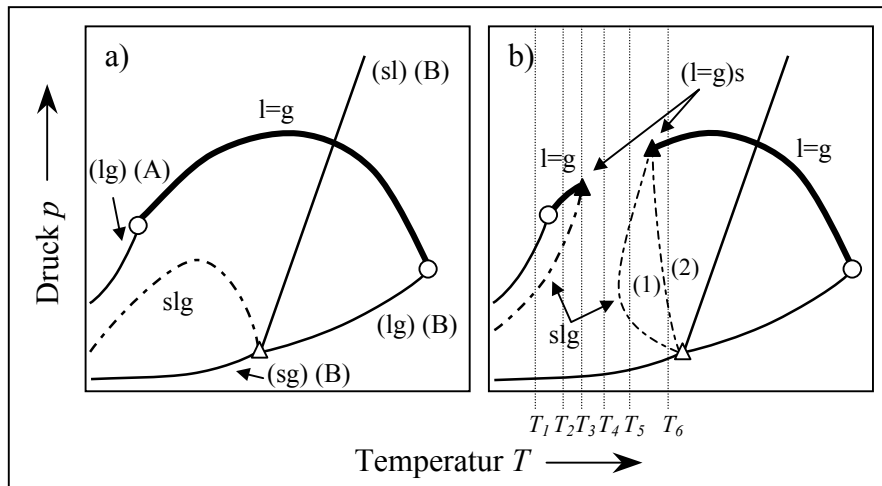 a)
(sl) (B)
l=g
(lg) (A)
slg
(lg) (B)
(sg) (B)
b)
(l=g)s
l=g
l=g
(1)
(2)
slg
T1 T2 T3 T4 T5 T6
Druck p
Temperatur T